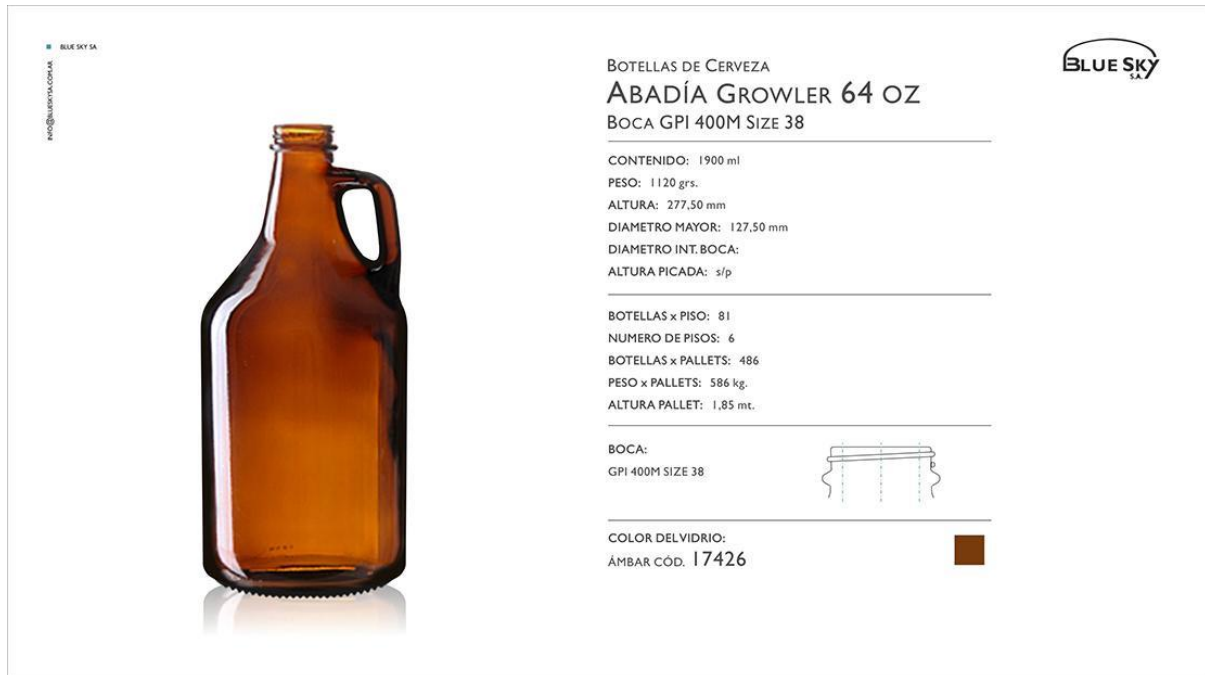 BLUE SKY SA
INFO@BLUESKYSA.COM.AR
BLUE SKY
S.A.
BOTELLAS DE CERVEZA
ABADÍA GROWLER 64 OZ
BOCA GPI 400M SIZE 38
CONTENIDO: 1900 ml
PESO: 1120 grs.
ALTURA: 277,50 mm
DIAMETRO MAYOR: 127,50 mm
DIAMETRO INT. BOCA:
ALTURA PICADA: s/p
BOTELLAS x PISO: 81
NUMERO DE PISOS: 6
BOTELLAS x PALLETS: 486
PESO x PALLETS: 586 kg.
ALTURA PALLET: 1,85 mt.
BOCA:
GPI 400M SIZE 38
COLOR DEL VIDRIO:
ÁMBAR CÓD. 17426